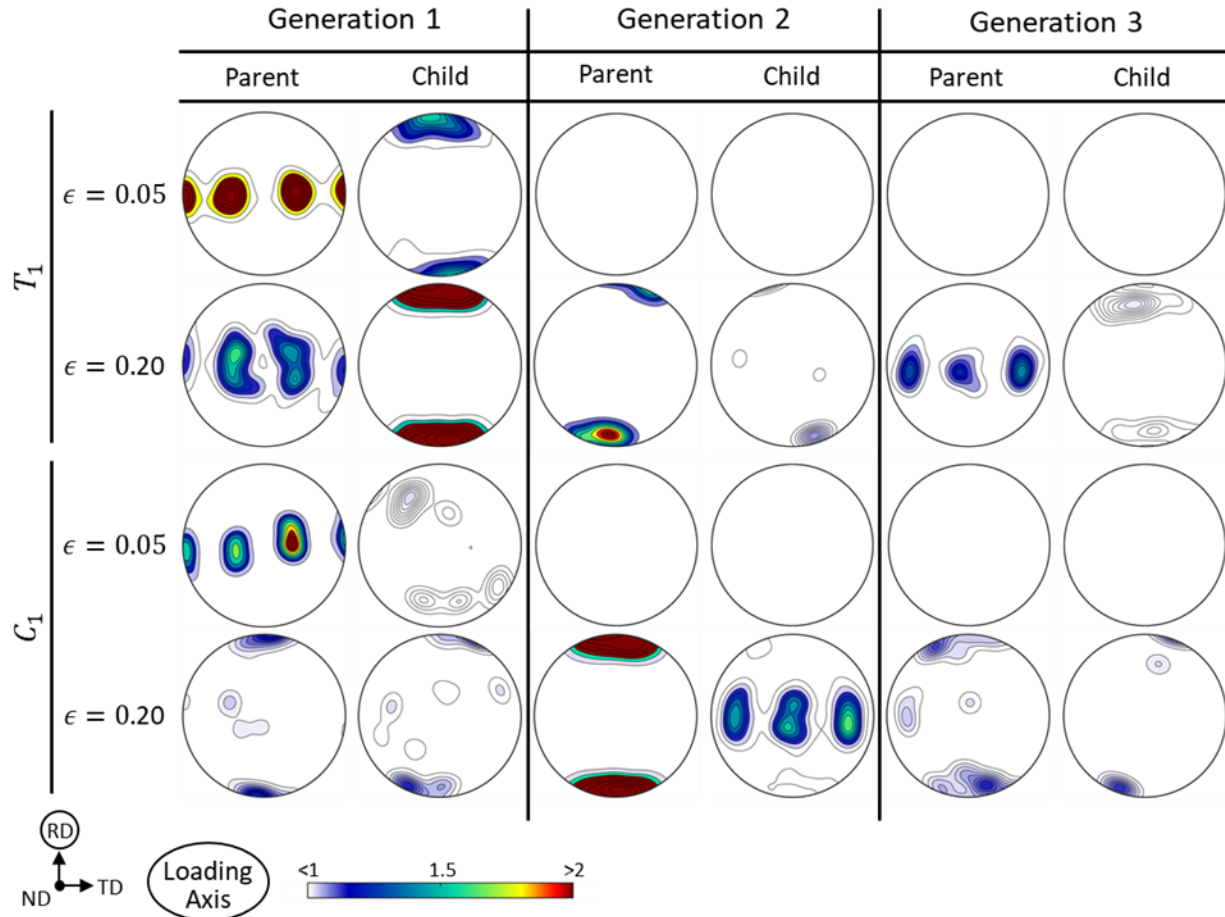 Generation 1 Generation 2 Generation 3
Parent Child Parent Child Parent Child
T₁
ϵ = 0.05
ϵ = 0.20
C₁
ϵ = 0.05
ϵ = 0.20
RD
ND TD
Loading
Axis
<1 1.5 >2